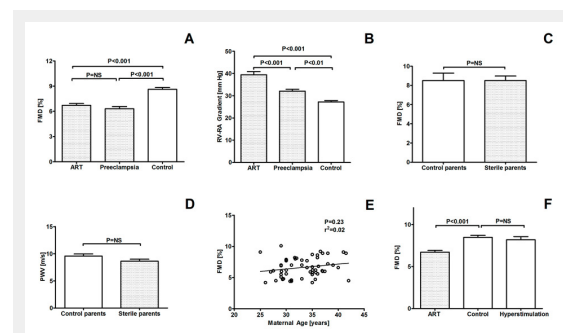 A
P<0.001
P=NS
P<0.001
FMD [%]
12
9
6
3
0
ART Preeclampsia Control
B
P<0.001
P<0.001
P<0.01
RV-RA Gradient [mm Hg]
50
40
30
20
10
0
ART Preeclampsia Control
C
P=NS
FMD [%]
10
8
6
4
2
0
Control parents Sterile parents
D
P=NS
PWV [m/s]
15
10
5
0
Control parents Sterile parents
E
P=0.23
r²=0.02
FMD [%]
15
10
5
0
20 25 30 35 40 45
Maternal Age [years]
F
P<0.001
P=NS
FMD [%]
10
5
0
ART Control Hyperstimulation